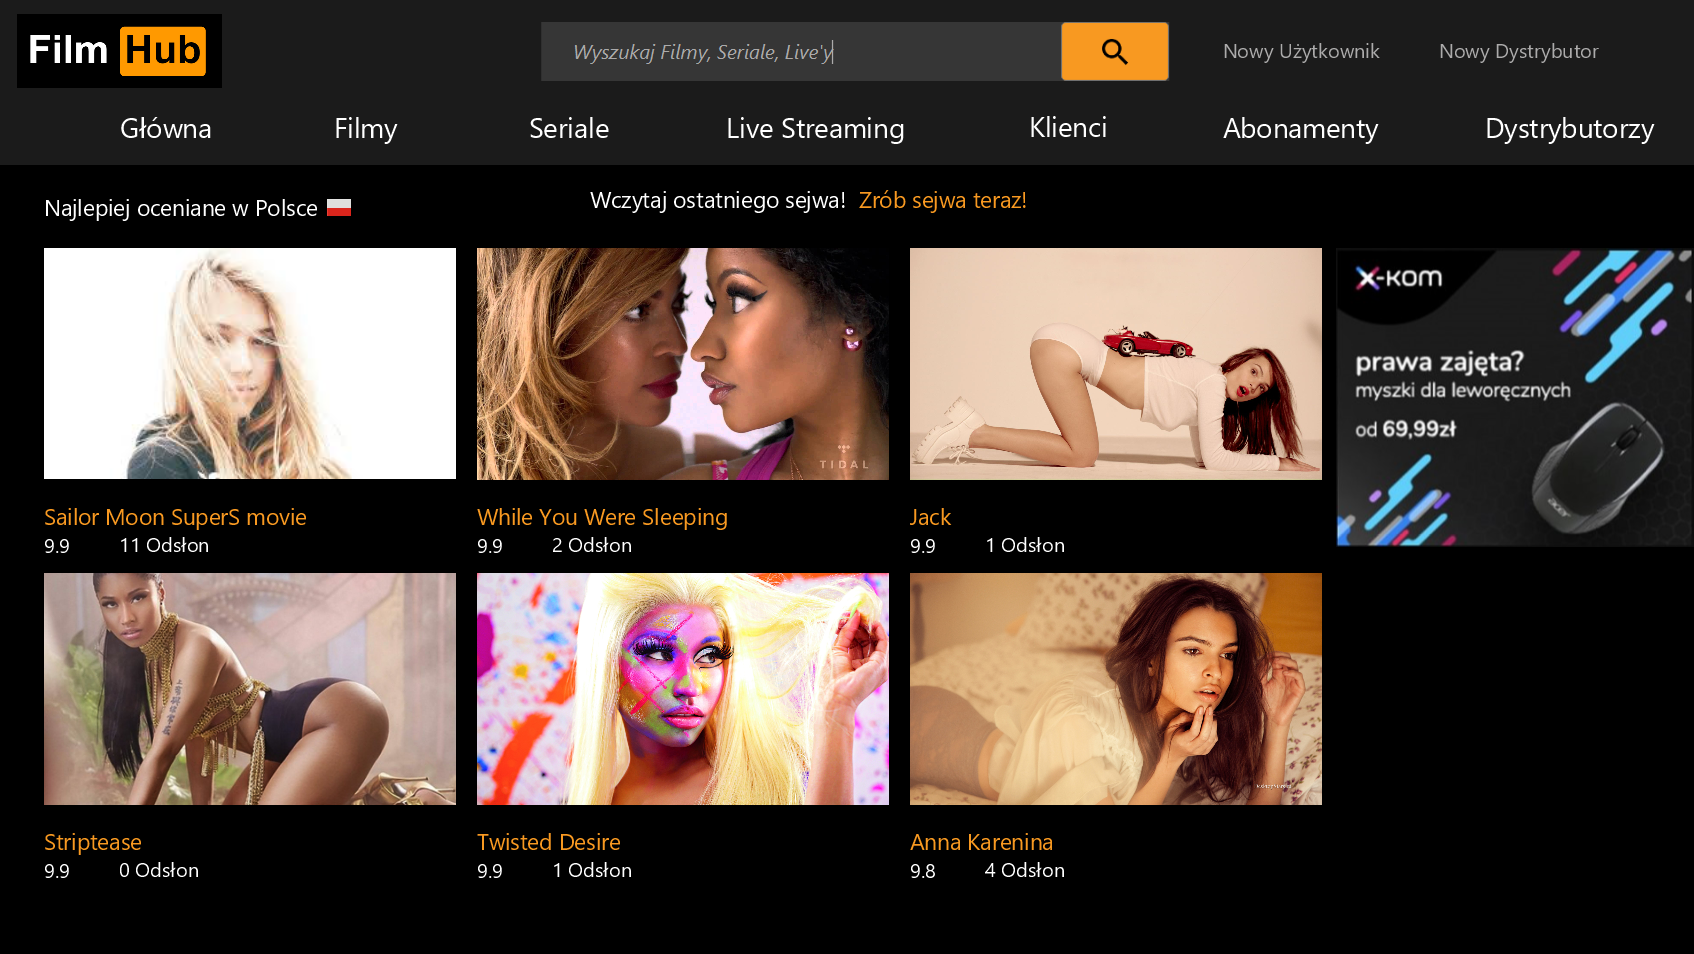 Film Hub
Wyszukaj Filmy, Seriale, Live'y
Nowy Użytkownik
Nowy Dystrybutor
Główna
Filmy
Seriale
Live Streaming
Klienci
Abonamenty
Dystrybutorzy
Najlepiej oceniane w Polsce
Wczytaj ostatniego sejwa! Zrób sejwa teraz!
TIDAL
x-kom
prawa zajęta?
myszki dla leworęcznych
od 69,99zł
acer
Sailor Moon SuperS movie
9.9 11 Odsłon
While You Were Sleeping
9.9 2 Odsłon
Jack
9.9 1 Odsłon
Striptease
9.9 0 Odsłon
Twisted Desire
9.9 1 Odsłon
Anna Karenina
9.8 4 Odsłon